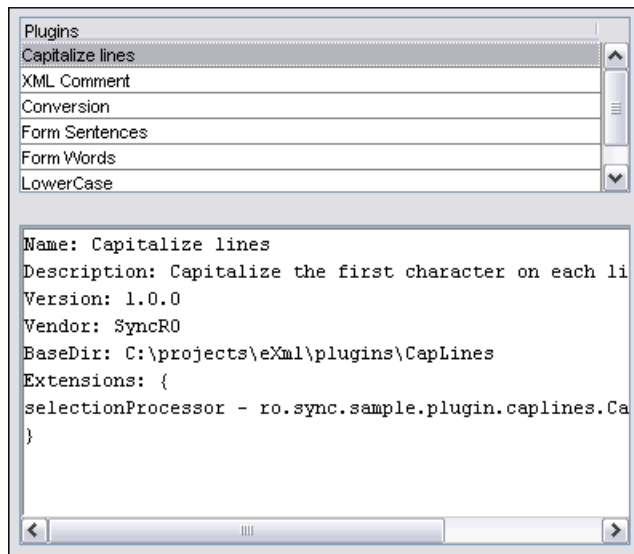 Plugins
Capitalize lines
XML Comment
Conversion
Form Sentences
Form Words
LowerCase
Name: Capitalize lines
Description: Capitalize the first character on each li
Version: 1.0.0
Vendor: SyncRO
BaseDir: C:\projects\eXml\plugins\CapLines
Extensions: {
selectionProcessor - ro.sync.sample.plugin.caplines.Ca
}